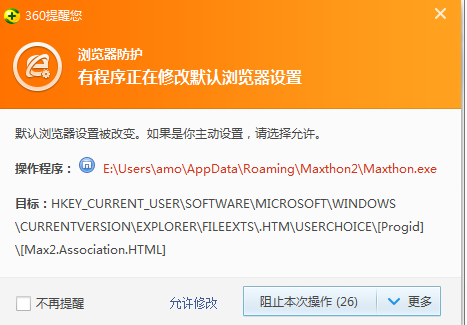 360提醒您
浏览器防护
有程序正在修改默认浏览器设置
默认浏览器设置被改变。如果是你主动设置，请选择允许。
操作程序： E:\Users\amo\AppData\Roaming\Maxthon2\Maxthon.exe
目标：HKEY_CURRENT_USER\SOFTWARE\MICROSOFT\WINDOWS
\CURRENTVERSION\EXPLORER\FILEEXTS\.HTM\USERCHOICE\[Progid]
\[Max2.Association.HTML]
不再提醒 允许修改 阻止本次操作 (26) 更多